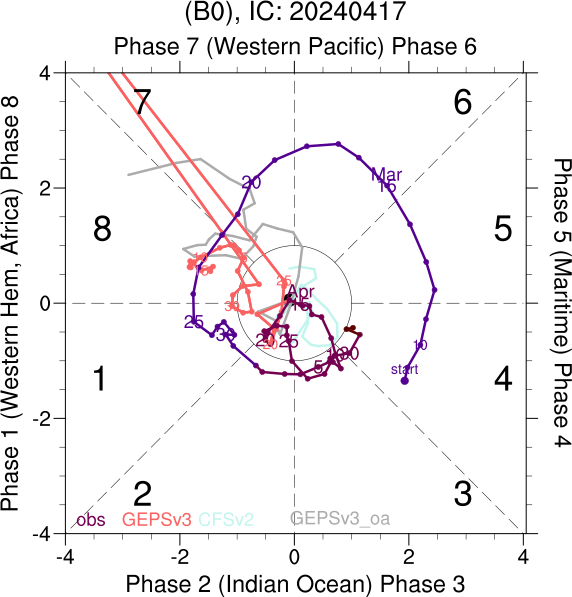 (B0), IC: 20240417
Phase 7 (Western Pacific) Phase 6
Phase 1 (Western Hem, Africa) Phase 8
Phase 5 (Maritime) Phase 4
4
2
0
-2
-4
7
6
8
5
1
4
2
3
20
Mar
15
25
Apr
15
25
30
25
30
20
25
5
10
30
10
start
obs GEPSv3 CFSv2 GEPSv3_oa
-4 -2 0 2 4
Phase 2 (Indian Ocean) Phase 3